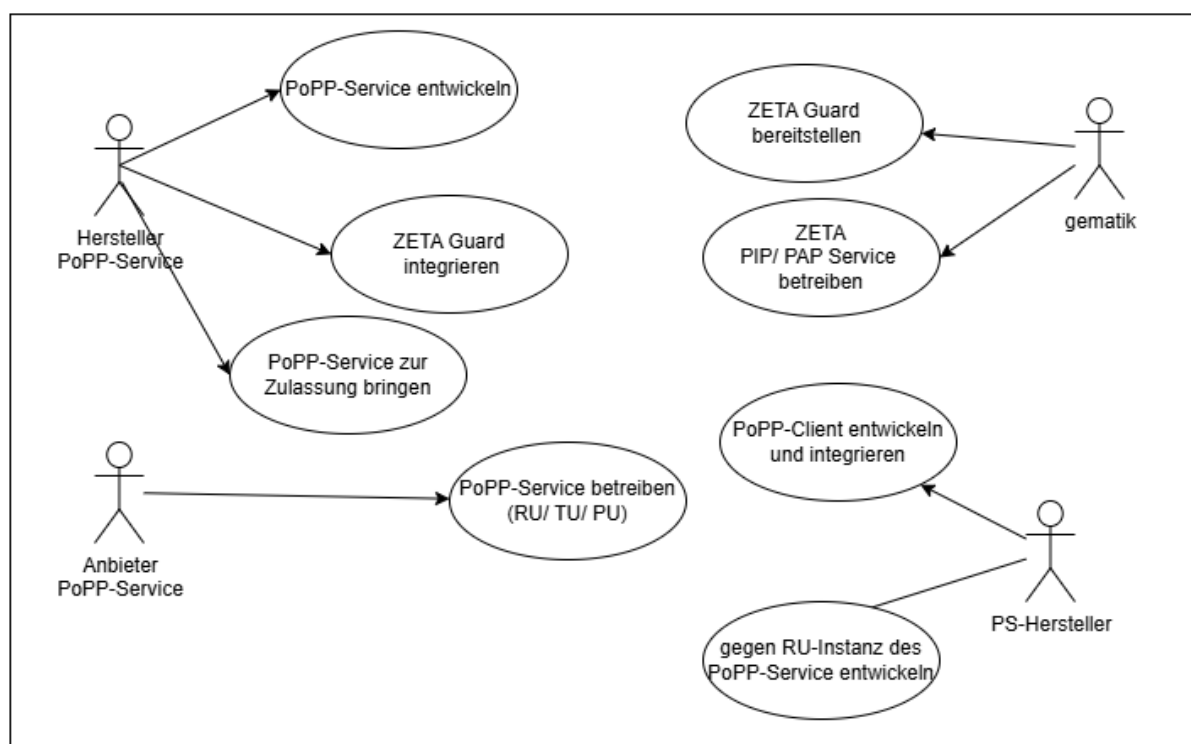 PoPP-Service entwickeln
Hersteller
PoPP-Service
ZETA Guard
integrieren
PoPP-Service zur
Zulassung bringen
ZETA Guard
bereitstellen
ZETA
PIP/ PAP Service
betreiben
gematik
Anbieter
PoPP-Service
PoPP-Service betreiben
(RU/ TU/ PU)
PoPP-Client entwickeln
und integrieren
PS-Hersteller
gegen RU-Instanz des
PoPP-Service entwickeln